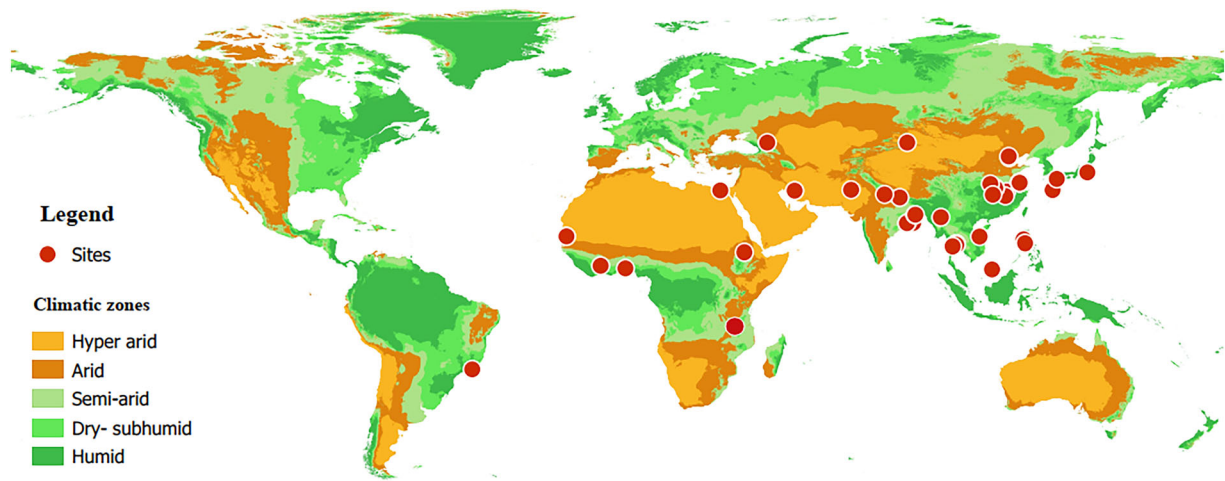 Legend
Sites
Climatic zones
Hyper arid
Arid
Semi-arid
Dry- subhumid
Humid